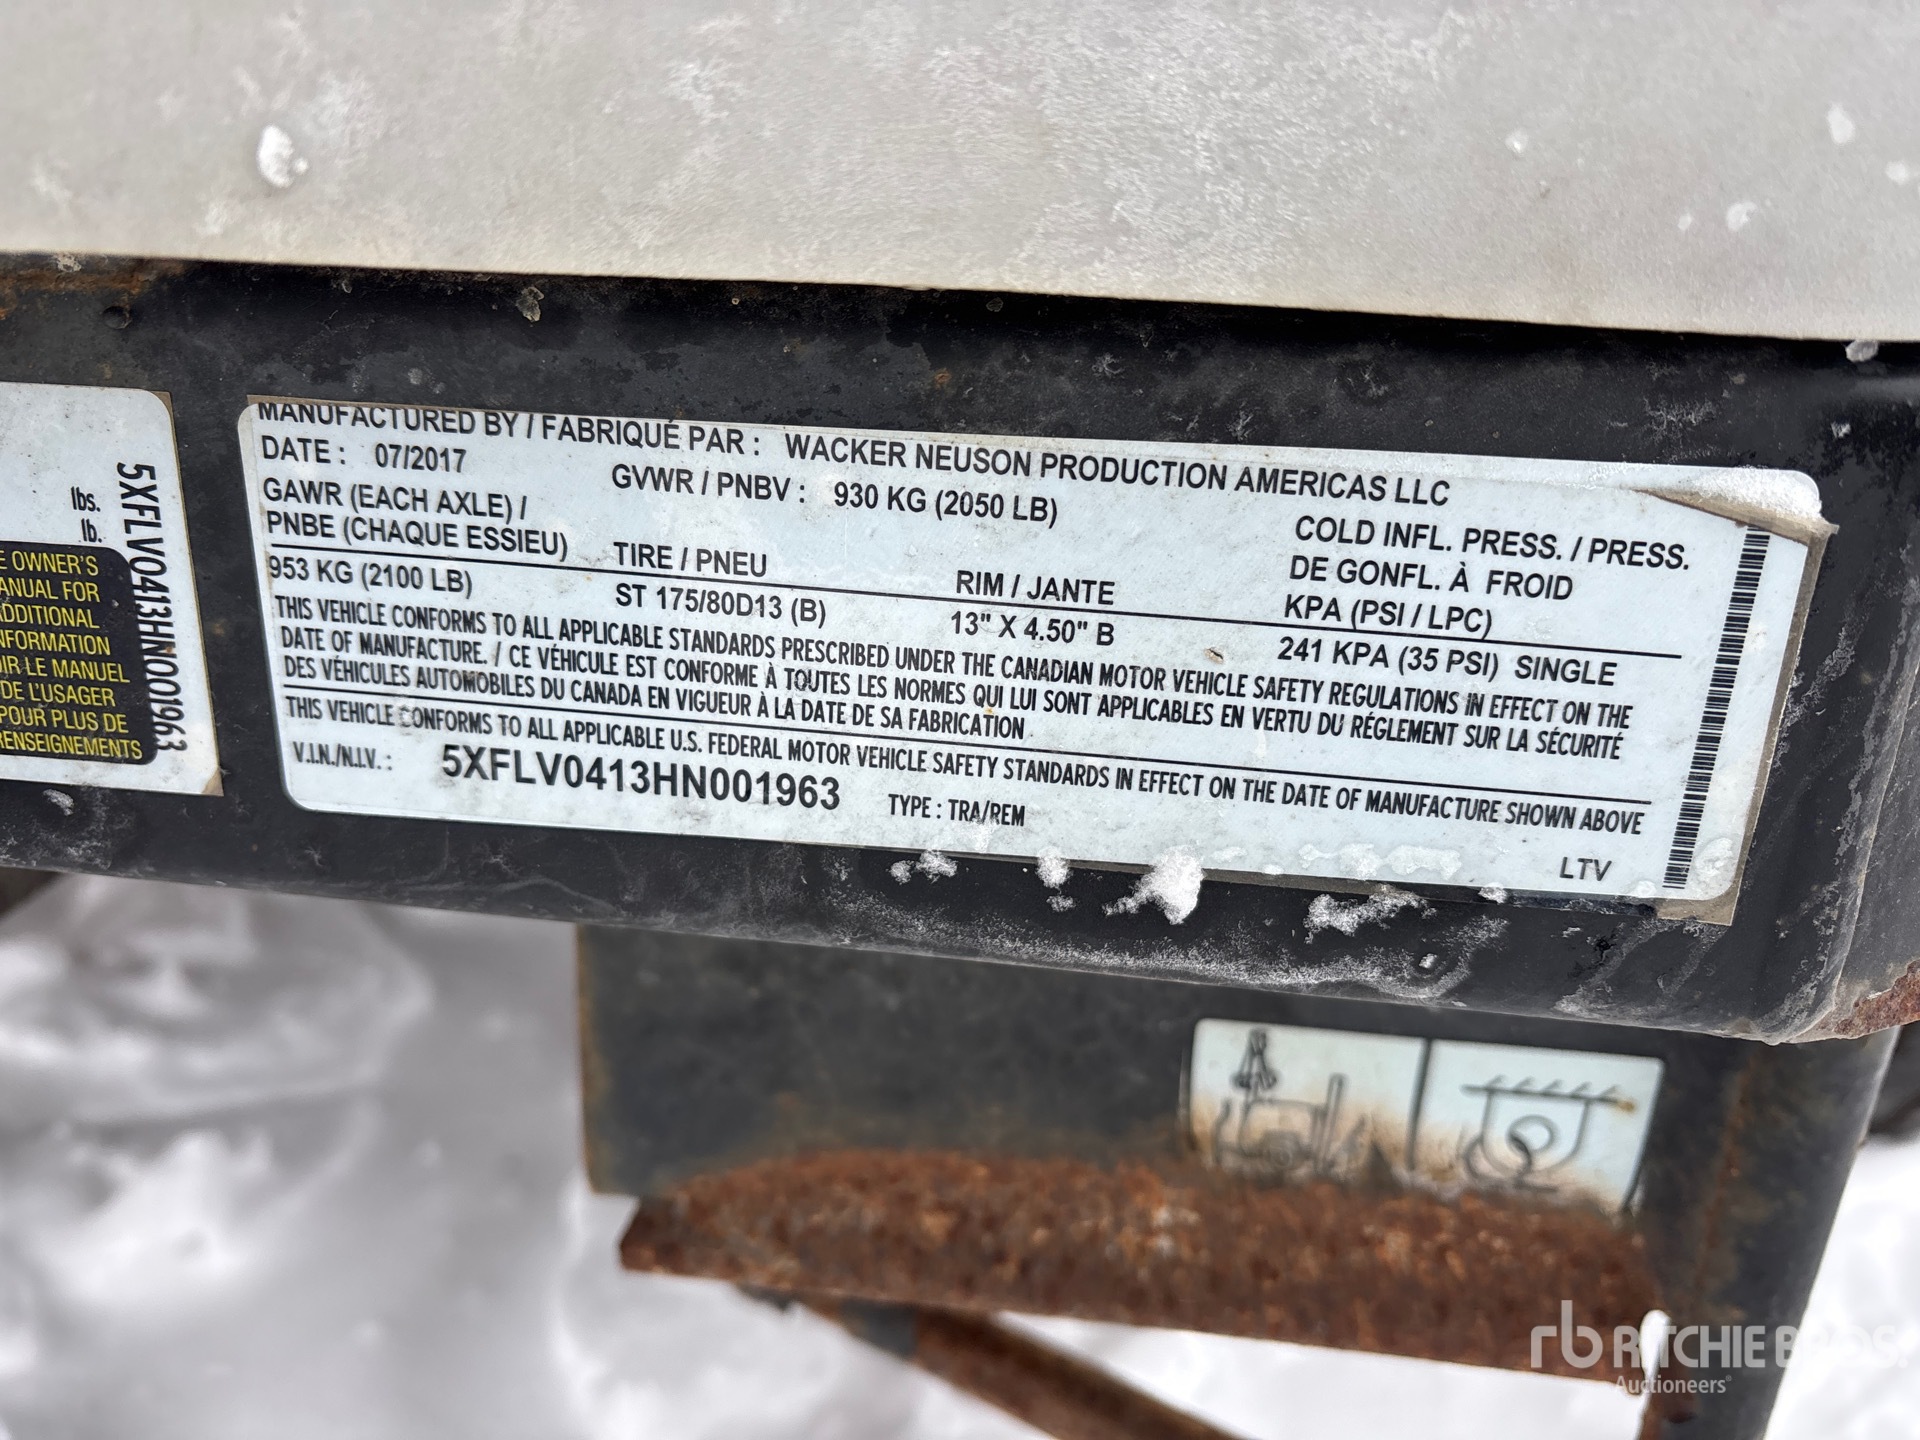 lbs.
lb.
E OWNER'S
ANUAL FOR
ADDITIONAL
NFORMATION
OIR LE MANUEL
DE L'USAGER
POUR PLUS DE
RENSEIGNEMENTS
5XFLV0413HN001963
MANUFACTURED BY / FABRIQUÉ PAR : WACKER NEUSON PRODUCTION AMERICAS LLC
DATE : 07/2017 GVWR / PNBV : 930 KG (2050 LB)
GAWR (EACH AXLE) / COLD INFL. PRESS. / PRESS.
PNBE (CHAQUE ESSIEU) TIRE / PNEU RIM / JANTE DE GONFL. À FROID
KPA (PSI / LPC)
953 KG (2100 LB) ST 175/80D13 (B) 13" X 4.50" B 241 KPA (35 PSI) SINGLE
THIS VEHICLE CONFORMS TO ALL APPLICABLE STANDARDS PRESCRIBED UNDER THE CANADIAN MOTOR VEHICLE SAFETY REGULATIONS IN EFFECT ON THE
DATE OF MANUFACTURE. / CE VÉHICULE EST CONFORME À TOUTES LES NORMES QUI LUI SONT APPLICABLES EN VERTU DU RÉGLEMENT SUR LA SÉCURITÉ
DES VÉHICULES AUTOMOBILES DU CANADA EN VIGUEUR À LA DATE DE SA FABRICATION
THIS VEHICLE CONFORMS TO ALL APPLICABLE U.S. FEDERAL MOTOR VEHICLE SAFETY STANDARDS IN EFFECT ON THE DATE OF MANUFACTURE SHOWN ABOVE
V.I.N./N.I.V. : 5XFLV0413HN001963 TYPE : TRA/REM
LTV
rb RITCHIE BROS.
Auctioneers